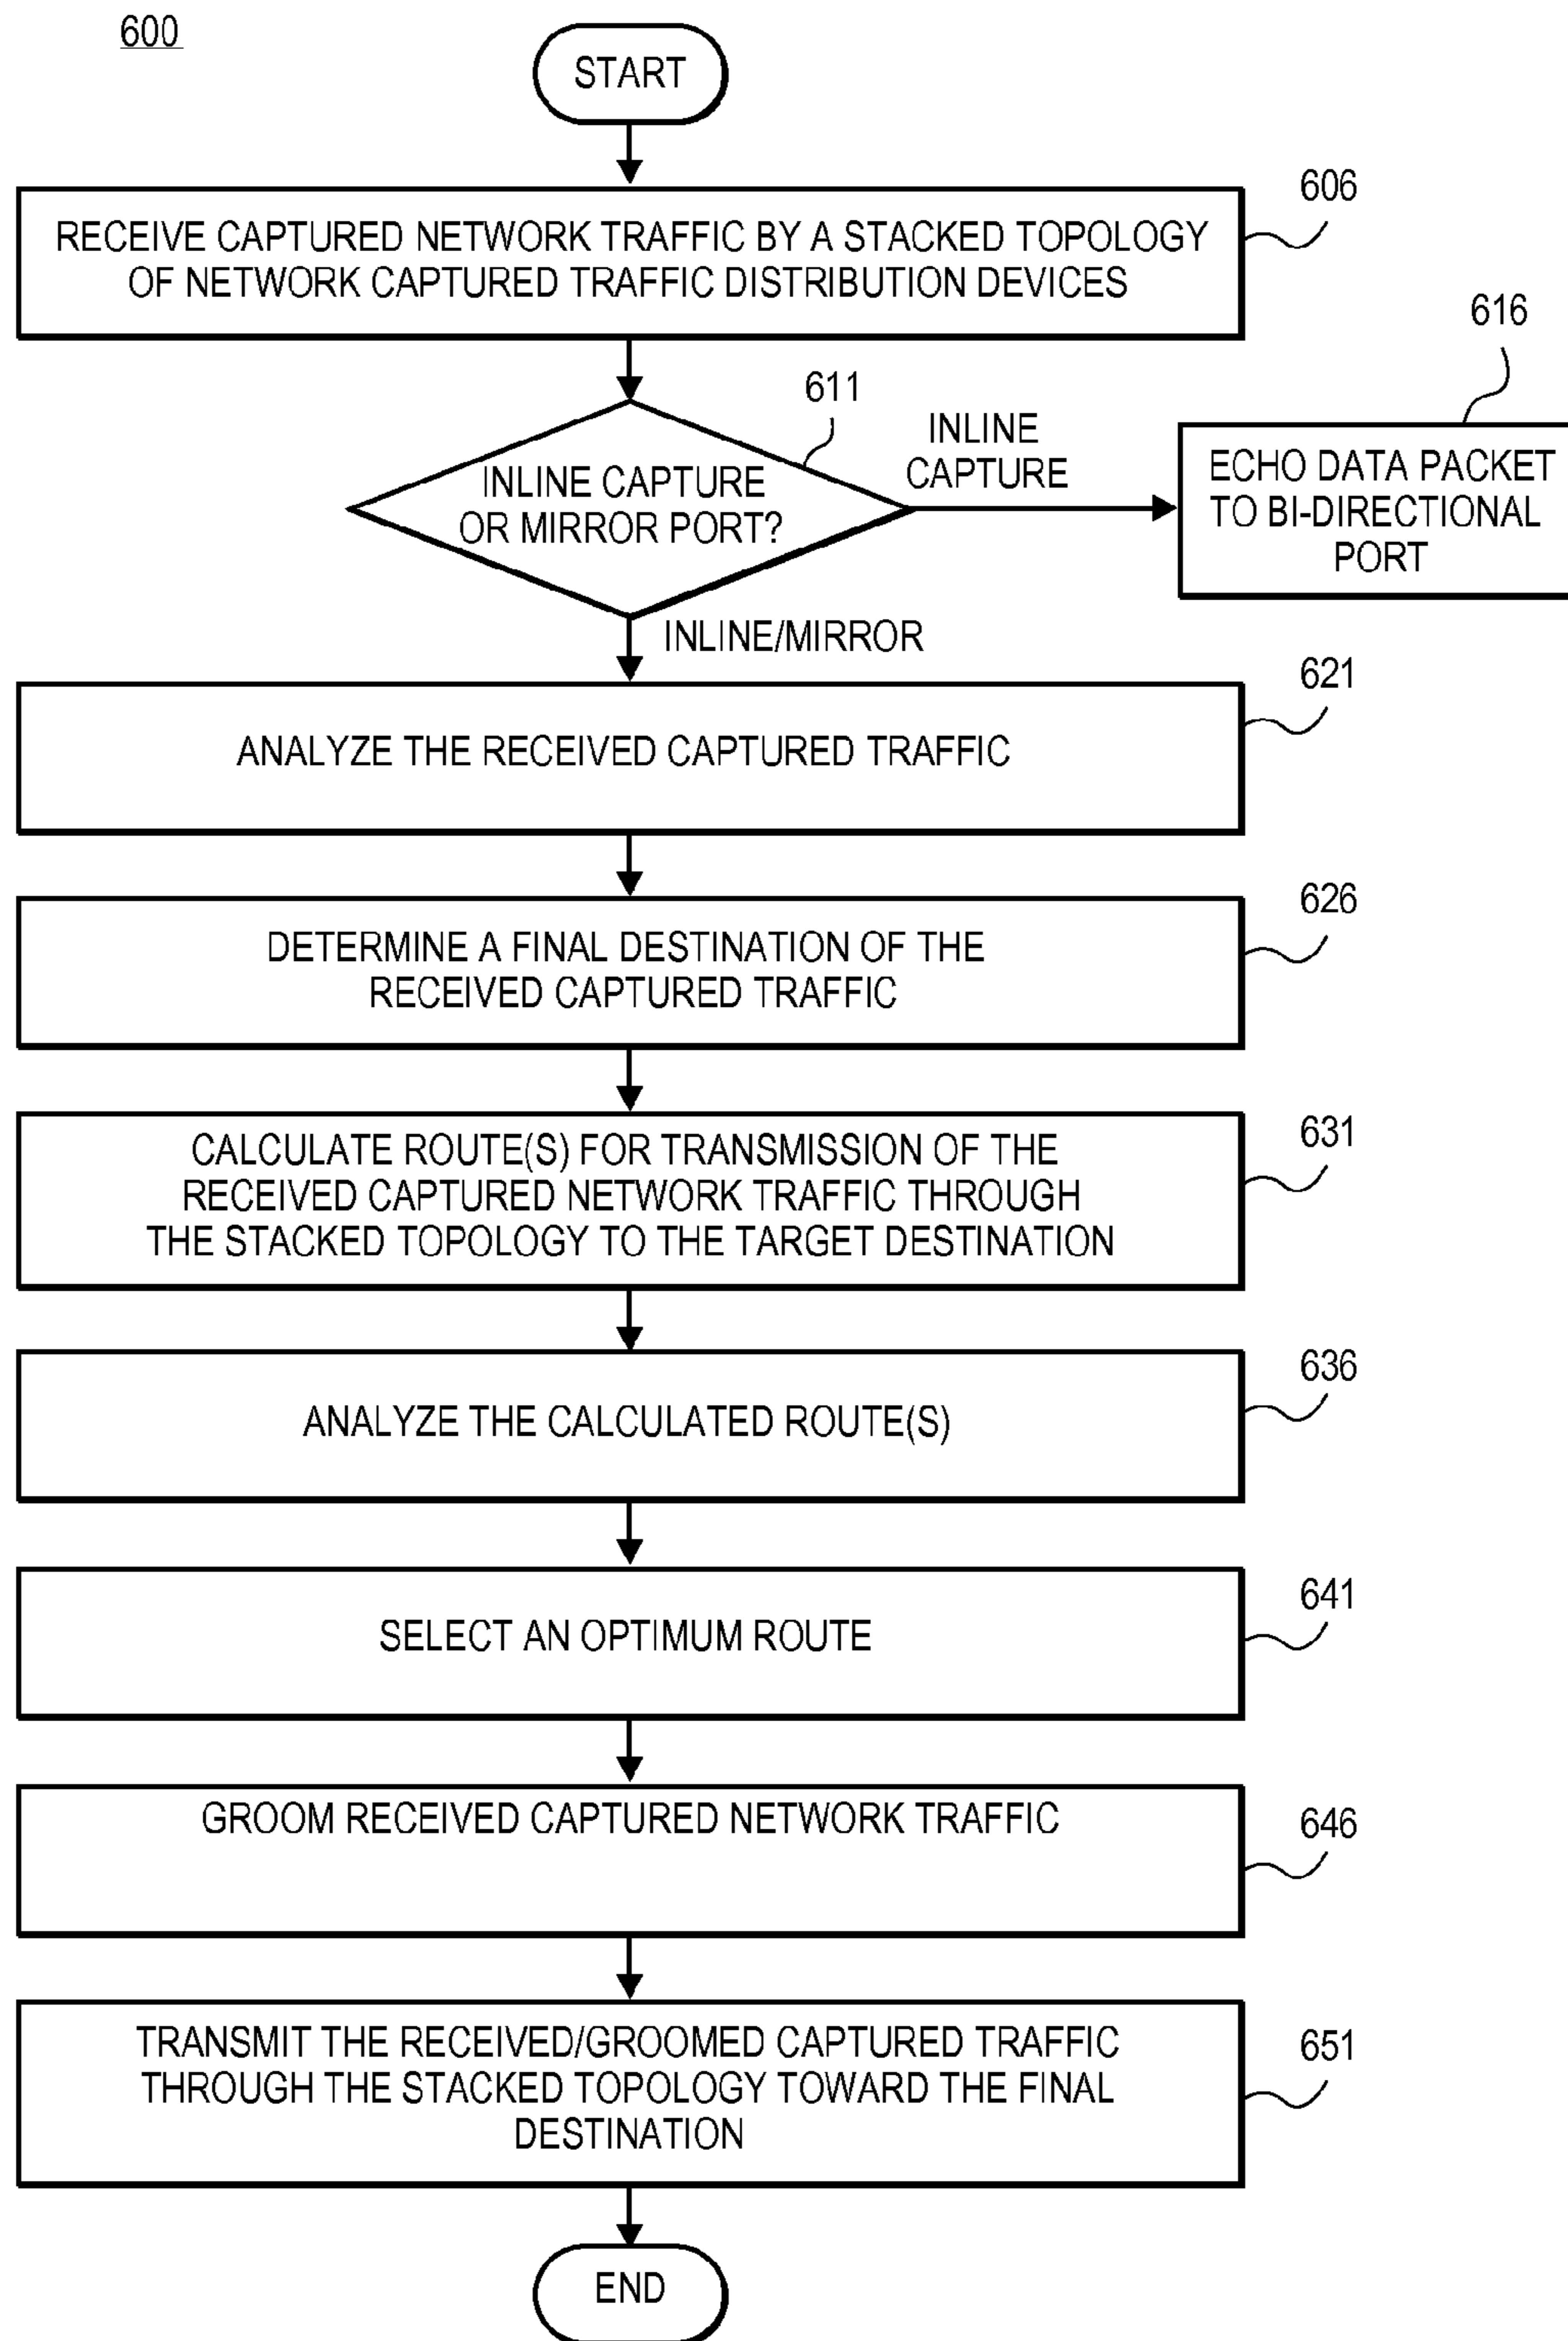 600
START
606
RECEIVE CAPTURED NETWORK TRAFFIC BY A STACKED TOPOLOGY
OF NETWORK CAPTURED TRAFFIC DISTRIBUTION DEVICES
616
611
INLINE CAPTURE
OR MIRROR PORT?
INLINE
CAPTURE
ECHO DATA PACKET
TO BI-DIRECTIONAL
PORT
INLINE/MIRROR
621
ANALYZE THE RECEIVED CAPTURED TRAFFIC
626
DETERMINE A FINAL DESTINATION OF THE
RECEIVED CAPTURED TRAFFIC
631
CALCULATE ROUTE(S) FOR TRANSMISSION OF THE
RECEIVED CAPTURED NETWORK TRAFFIC THROUGH
THE STACKED TOPOLOGY TO THE TARGET DESTINATION
636
ANALYZE THE CALCULATED ROUTE(S)
641
SELECT AN OPTIMUM ROUTE
646
GROOM RECEIVED CAPTURED NETWORK TRAFFIC
651
TRANSMIT THE RECEIVED/GROOMED CAPTURED TRAFFIC
THROUGH THE STACKED TOPOLOGY TOWARD THE FINAL
DESTINATION
END